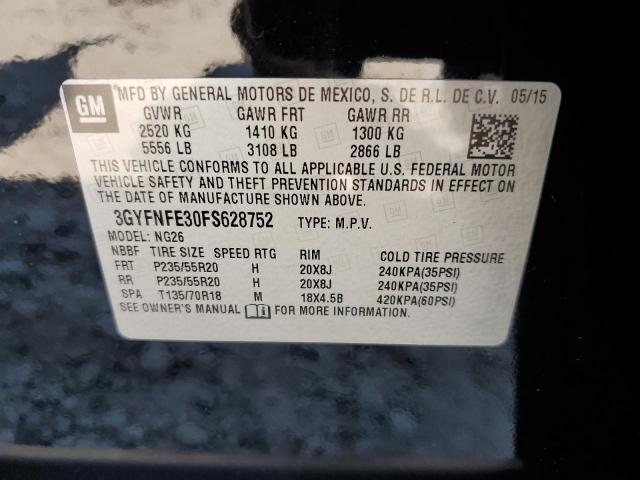 GM MFD BY GENERAL MOTORS DE MEXICO, S. DE R.L. DE C.V. 05/15
GVWR GAWR FRT GAWR RR
2520 KG 1410 KG 1300 KG
5556 LB 3108 LB 2866 LB
THIS VEHICLE CONFORMS TO ALL APPLICABLE U.S. FEDERAL MOTOR
VEHICLE SAFETY AND THEFT PREVENTION STANDARDS IN EFFECT ON
THE DATE OF MANUFACTURE SHOWN ABOVE.
3GYFNFE30FS628752 TYPE: M.P.V.
MODEL: NG26
NBBF TIRE SIZE SPEED RTG RIM COLD TIRE PRESSURE
FRT P235/55R20 H 20X8J 240KPA(35PSI)
RR P235/55R20 H 20X8J 240KPA(35PSI)
SPA T135/70R18 M 18X4.5B 420KPA(60PSI)
SEE OWNER'S MANUAL FOR MORE INFORMATION.